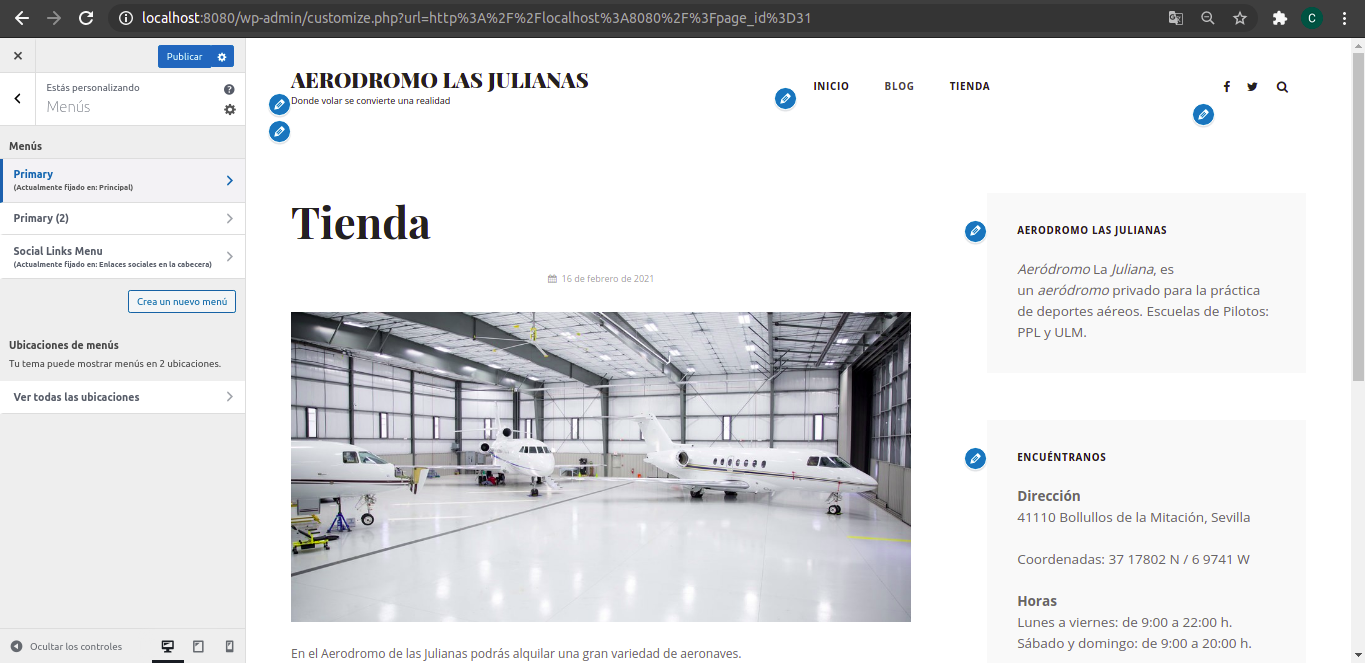 localhost:8080/wp-admin/customize.php?url=http%3A%2F%2Flocalhost%3A8080%2F%3Fpage_id%3D31
C
Publicar
Estás personalizando
Menús
Menús
Primary
(Actualmente fijado en: Principal)
Primary (2)
Social Links Menu
(Actualmente fijado en: Enlaces sociales en la cabecera)
Crea un nuevo menú
Ubicaciones de menús
Tu tema puede mostrar menús en 2 ubicaciones.
Ver todas las ubicaciones
Ocultar los controles
AERODROMO LAS JULIANAS
Donde volar se convierte una realidad
INICIO BLOG TIENDA
Tienda
16 de febrero de 2021
En el Aerodromo de las Julianas podrás alquilar una gran variedad de aeronaves.
AERODROMO LAS JULIANAS
Aeródromo La Juliana, es
un aeródromo privado para la práctica
de deportes aéreos. Escuelas de Pilotos:
PPL y ULM.
ENCUÉNTRANOS
Dirección
41110 Bollullos de la Mitación, Sevilla
Coordenadas: 37 17802 N / 6 9741 W
Horas
Lunes a viernes: de 9:00 a 22:00 h.
Sábado y domingo: de 9:00 a 20:00 h.